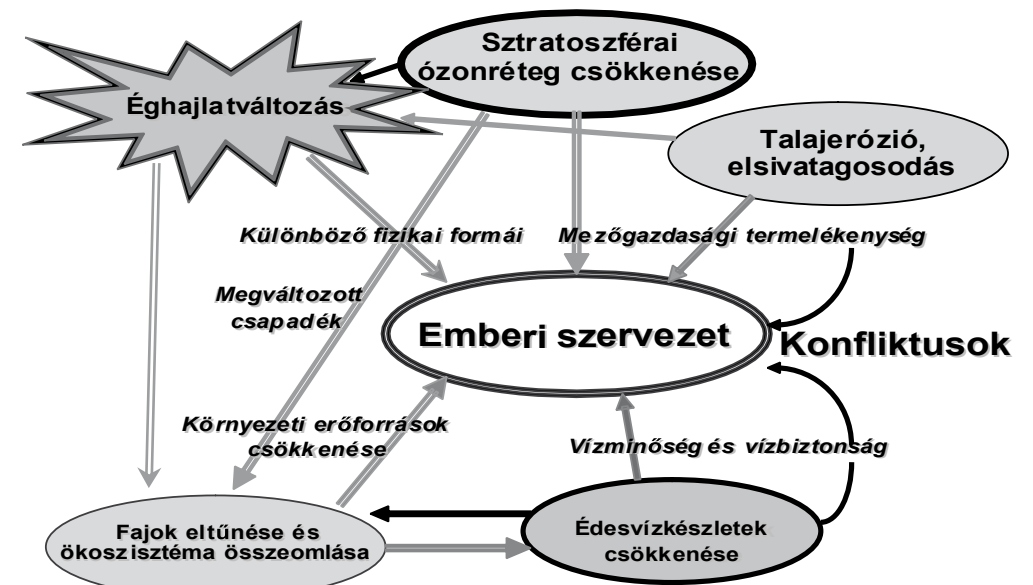 Sztratoszférai
ózonréteg csökkenése
Éghajlatváltozás
Talajerózió,
elsivatagosodás
Különböző fizikai formái
Mezőgazdasági termelékenység
Megváltozott
csapadék
Emberi szervezet
Konfliktusok
Környezeti erőforrások
csökkenése
Vízminőség és vízbiztonság
Fajok eltűnése és
ökoszisztéma összeomlása
Édesvízkészletek
csökkenése